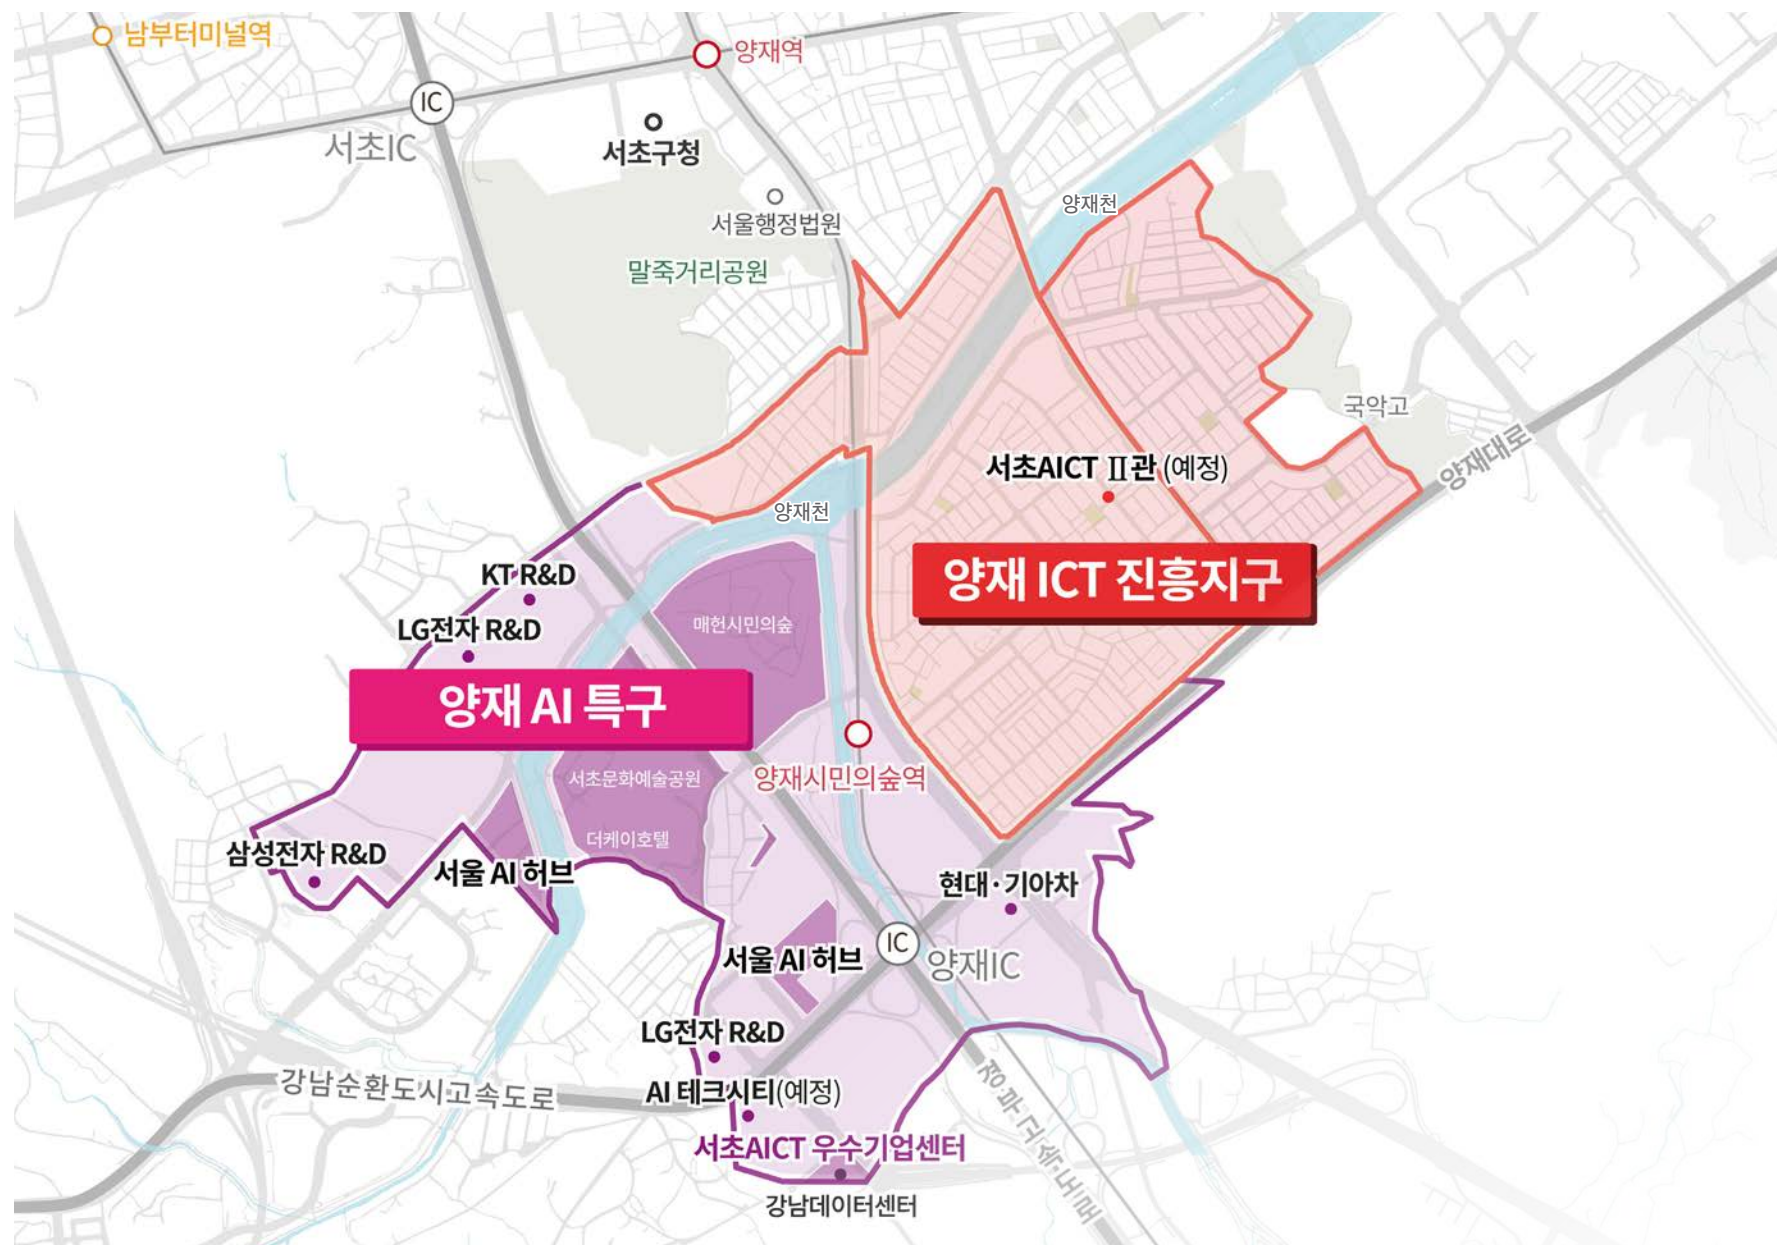 남부터미널역
양재역
IC
서초IC
서초구청
서울행정법원
양재천
말죽거리공원
국악고
양재대로
서초AICT Ⅱ관 (예정)
양재천
양재 ICT 진흥지구
KT R&D
매헌시민의숲
LG전자 R&D
양재 AI 특구
서초문화예술공원
양재시민의숲역
더케이호텔
삼성전자 R&D
서울 AI 허브
현대·기아차
서울 AI 허브
IC
양재IC
LG전자 R&D
강남순환도시고속도로
AI 테크시티(예정)
경부고속도로
서초AICT 우수기업센터
강남데이터센터